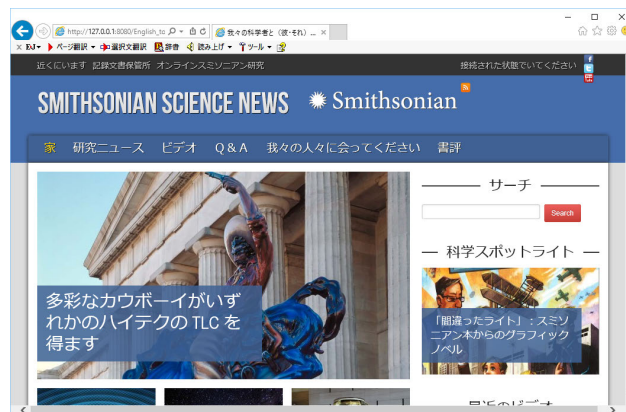 http://127.0.0.1:8080/English_to
我々の科学者と（彼・それ）...
EJ
ページ翻訳
選択文翻訳
辞書
読み上げ
ツール
近くにいます 記録文書保管所 オンラインスミソニアン研究
接続された状態でいてください
SMITHSONIAN SCIENCE NEWS
Smithsonian
家 研究ニュース ビデオ Q & A 我々の人々に会ってください 書評
サーチ
Search
科学スポットライト
多彩なカウボーイがいず
れかのハイテクの TLC を
得ます
「間違ったライト」：スミソ
ニアン本からのグラフィック
ノベル
最近のビデオ